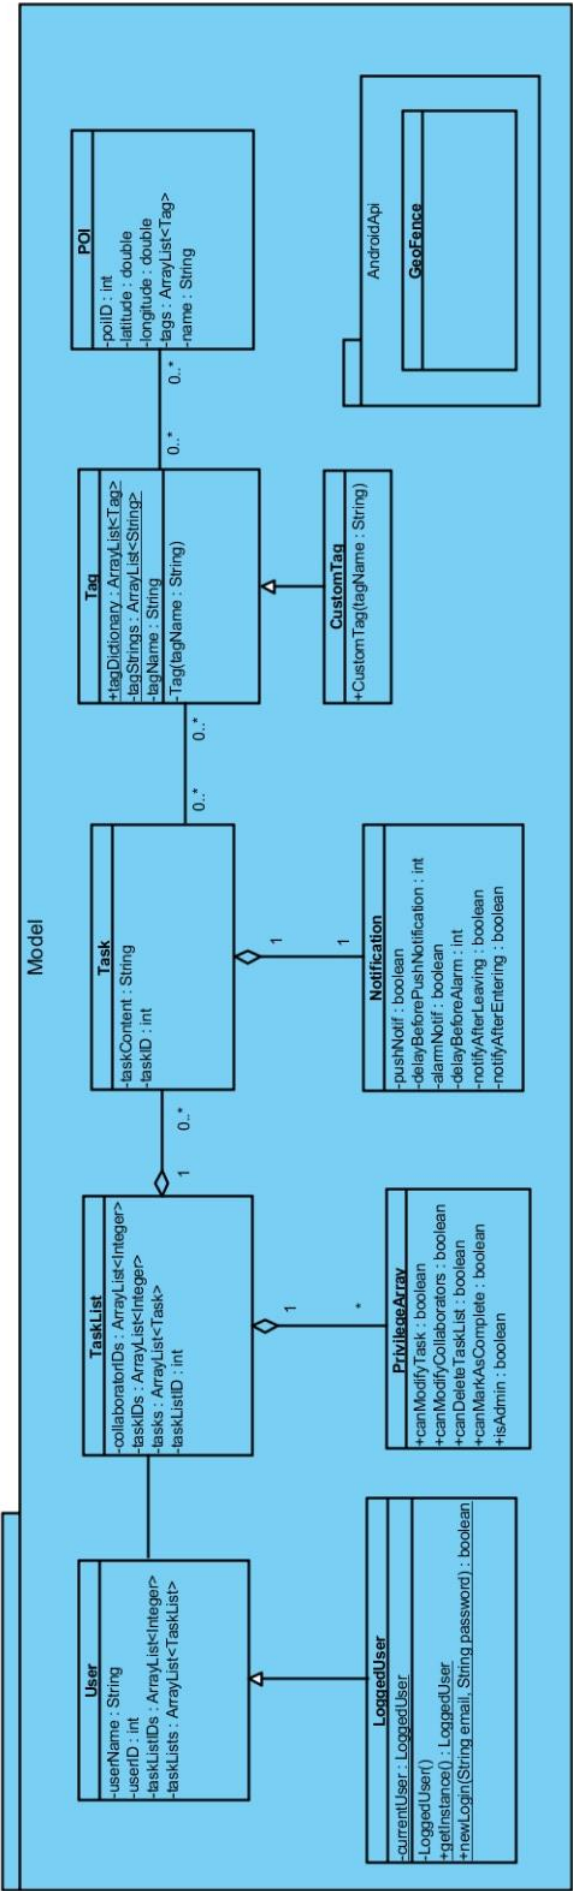 Model
User
-userName : String
-userID : int
-taskListIDs : ArrayList<Integer>
-taskLists : ArrayList<TaskList>
TaskList
-collaboratorIDs : ArrayList<Integer>
-taskIDs : ArrayList<Integer>
-tasks : ArrayList<Task>
-taskListID : int
1
0..*
Task
-taskContent : String
-taskID : int
0..*
0..*
Tag
+tagDictionary : ArrayList<Tag>
-tagStrings : ArrayList<String>
-tagName : String
-Tag(tagName : String)
0..*
0..*
POI
-poiID : int
-latitude : double
-longitude : double
-tags : ArrayList<Tag>
-name : String
LoggedUser
-currentUser : LoggedUser
-LoggedUser()
+getInstance() : LoggedUser
+newLogin(String email, String password) : boolean
1
*
PrivilegeArray
+canModifyTask : boolean
+canModifyCollaborators : boolean
+canDeleteTaskList : boolean
+canMarkAsComplete : boolean
+isAdmin : boolean
1
1
Notification
-pushNotif : boolean
-delayBeforePushNotification : int
-alarmNotif : boolean
-delayBeforeAlarm : int
-notifyAfterLeaving : boolean
-notifyAfterEntering : boolean
CustomTag
+CustomTag(tagName : String)
AndroidApi
GeoFence